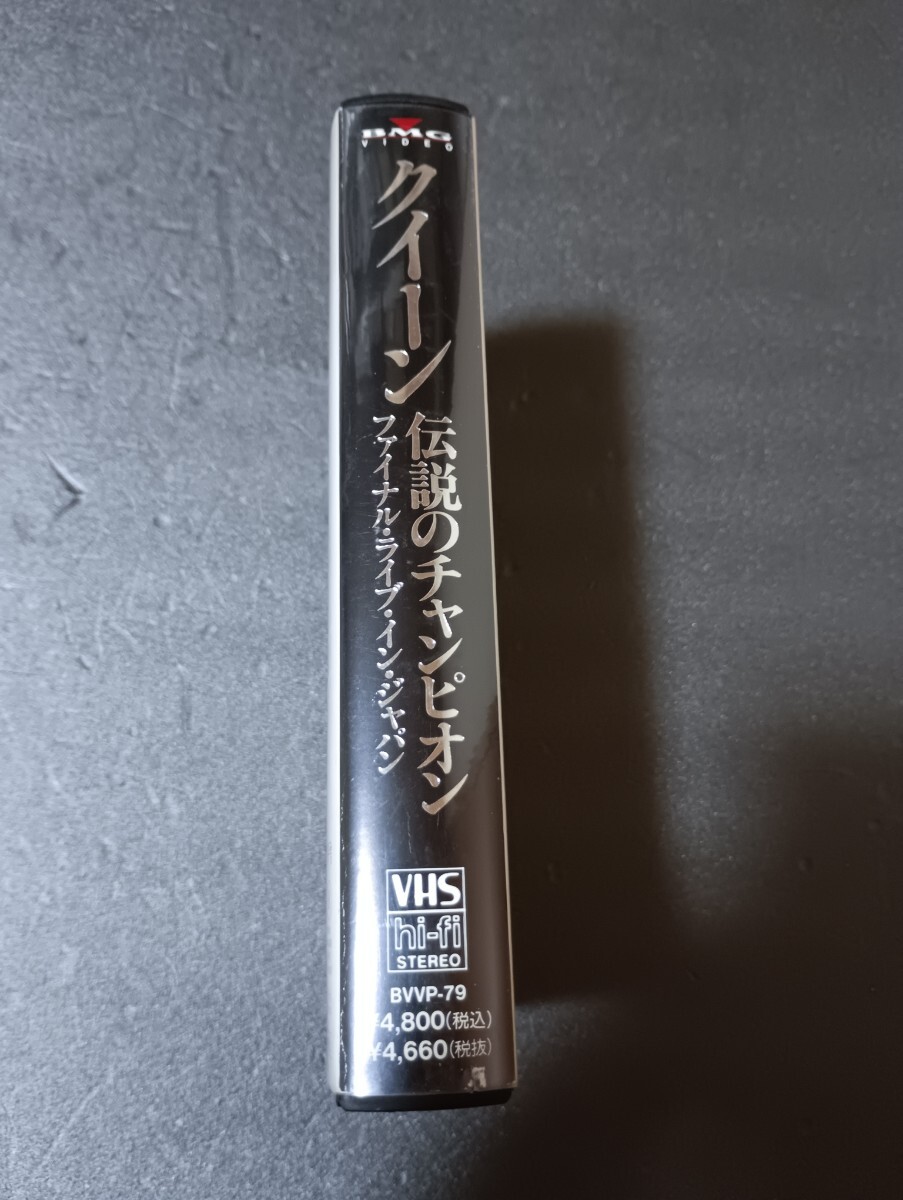 BMG
VIDEO
クイーン
伝説のチャンピオン
ファイナル・ライブ・イン・ジャパン
VHS
hi-fi
STEREO
BVVP-79
¥4,800(税込)
¥4,660(税抜)